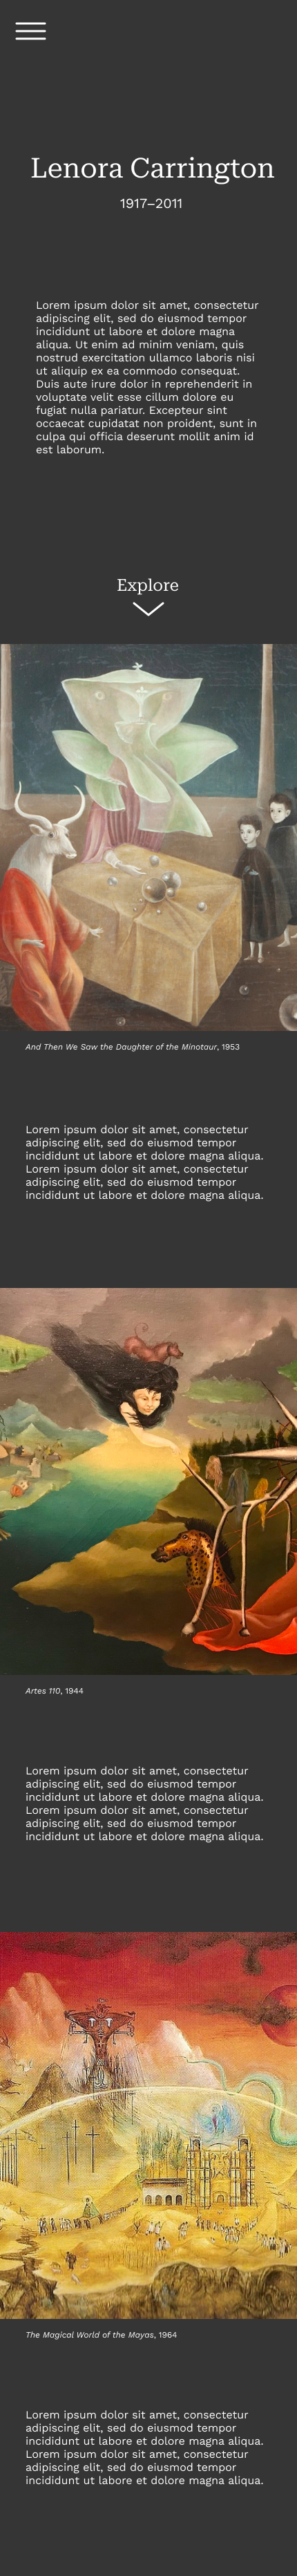 Lenora Carrington
1917–2011
Lorem ipsum dolor sit amet, consectetur
adipiscing elit, sed do eiusmod tempor
incididunt ut labore et dolore magna
aliqua. Ut enim ad minim veniam, quis
nostrud exercitation ullamco laboris nisi
ut aliquip ex ea commodo consequat.
Duis aute irure dolor in reprehenderit in
voluptate velit esse cillum dolore eu
fugiat nulla pariatur. Excepteur sint
occaecat cupidatat non proident, sunt in
culpa qui officia deserunt mollit anim id
est laborum.
Explore
And Then We Saw the Daughter of the Minotaur, 1953
Lorem ipsum dolor sit amet, consectetur
adipiscing elit, sed do eiusmod tempor
incididunt ut labore et dolore magna aliqua.
Lorem ipsum dolor sit amet, consectetur
adipiscing elit, sed do eiusmod tempor
incididunt ut labore et dolore magna aliqua.
Artes 110, 1944
Lorem ipsum dolor sit amet, consectetur
adipiscing elit, sed do eiusmod tempor
incididunt ut labore et dolore magna aliqua.
Lorem ipsum dolor sit amet, consectetur
adipiscing elit, sed do eiusmod tempor
incididunt ut labore et dolore magna aliqua.
The Magical World of the Mayas, 1964
Lorem ipsum dolor sit amet, consectetur
adipiscing elit, sed do eiusmod tempor
incididunt ut labore et dolore magna aliqua.
Lorem ipsum dolor sit amet, consectetur
adipiscing elit, sed do eiusmod tempor
incididunt ut labore et dolore magna aliqua.